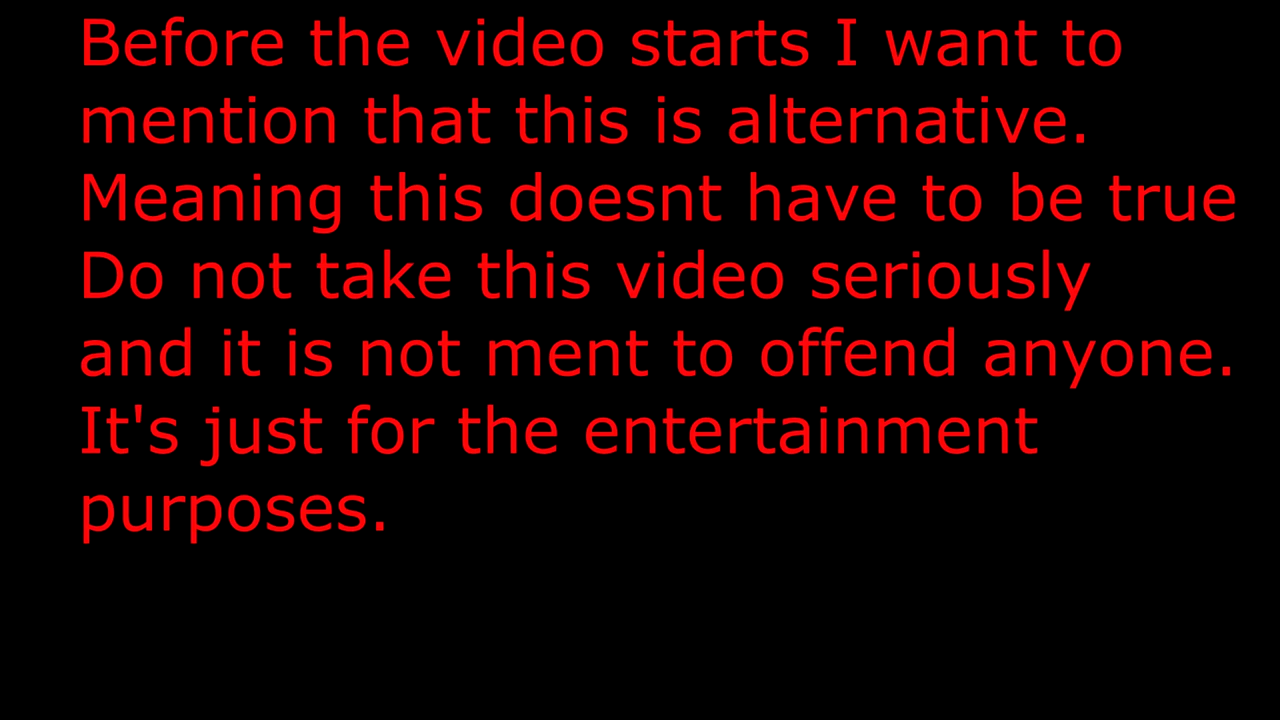 Before the video starts I want to
mention that this is alternative.
Meaning this doesnt have to be true
Do not take this video seriously
and it is not ment to offend anyone.
It's just for the entertainment
purposes.